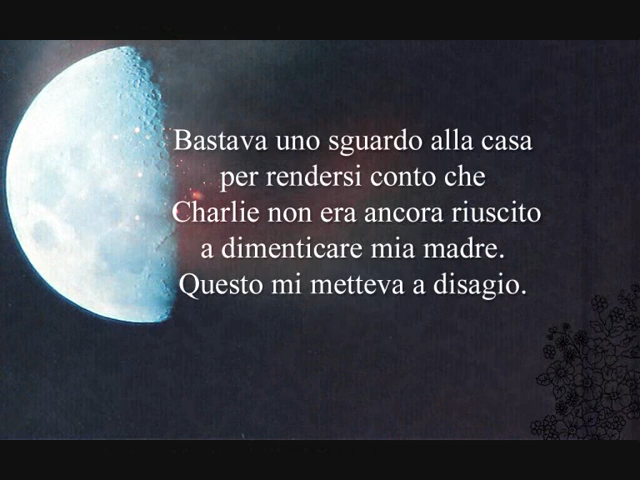 Bastava uno sguardo alla casa
per rendersi conto che
Charlie non era ancora riuscito
a dimenticare mia madre.
Questo mi metteva a disagio.